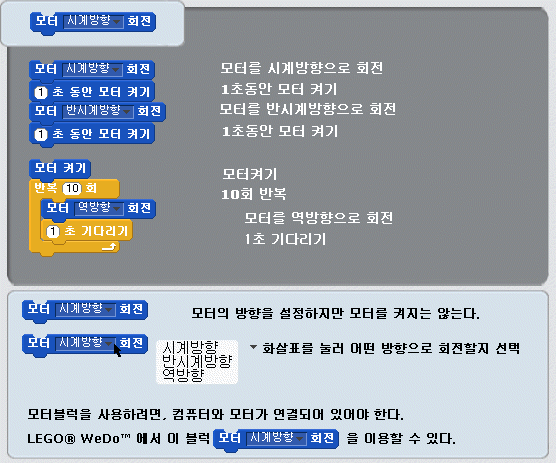 모터 시계방향 회전
모터 시계방향 회전 모터를 시계방향으로 회전
1 초 동안 모터 켜기 1초동안 모터 켜기
모터 반시계방향 회전 모터를 반시계방향으로 회전
1 초 동안 모터 켜기 1초동안 모터 켜기
모터 켜기 모터켜기
반복 10 회 10회 반복
모터 역방향 회전 모터를 역방향으로 회전
1 초 기다리기 1초 기다리기
모터 시계방향 회전 모터의 방향을 설정하지만 모터를 켜지는 않는다.
모터 시계방향 회전 시계방향 화살표를 눌러 어떤 방향으로 회전할지 선택
반시계방향
역방향
모터블럭을 사용하려면, 컴퓨터와 모터가 연결되어 있어야 한다.
LEGO® WeDo™ 에서 이 블럭 모터 시계방향 회전 을 이용할 수 있다.